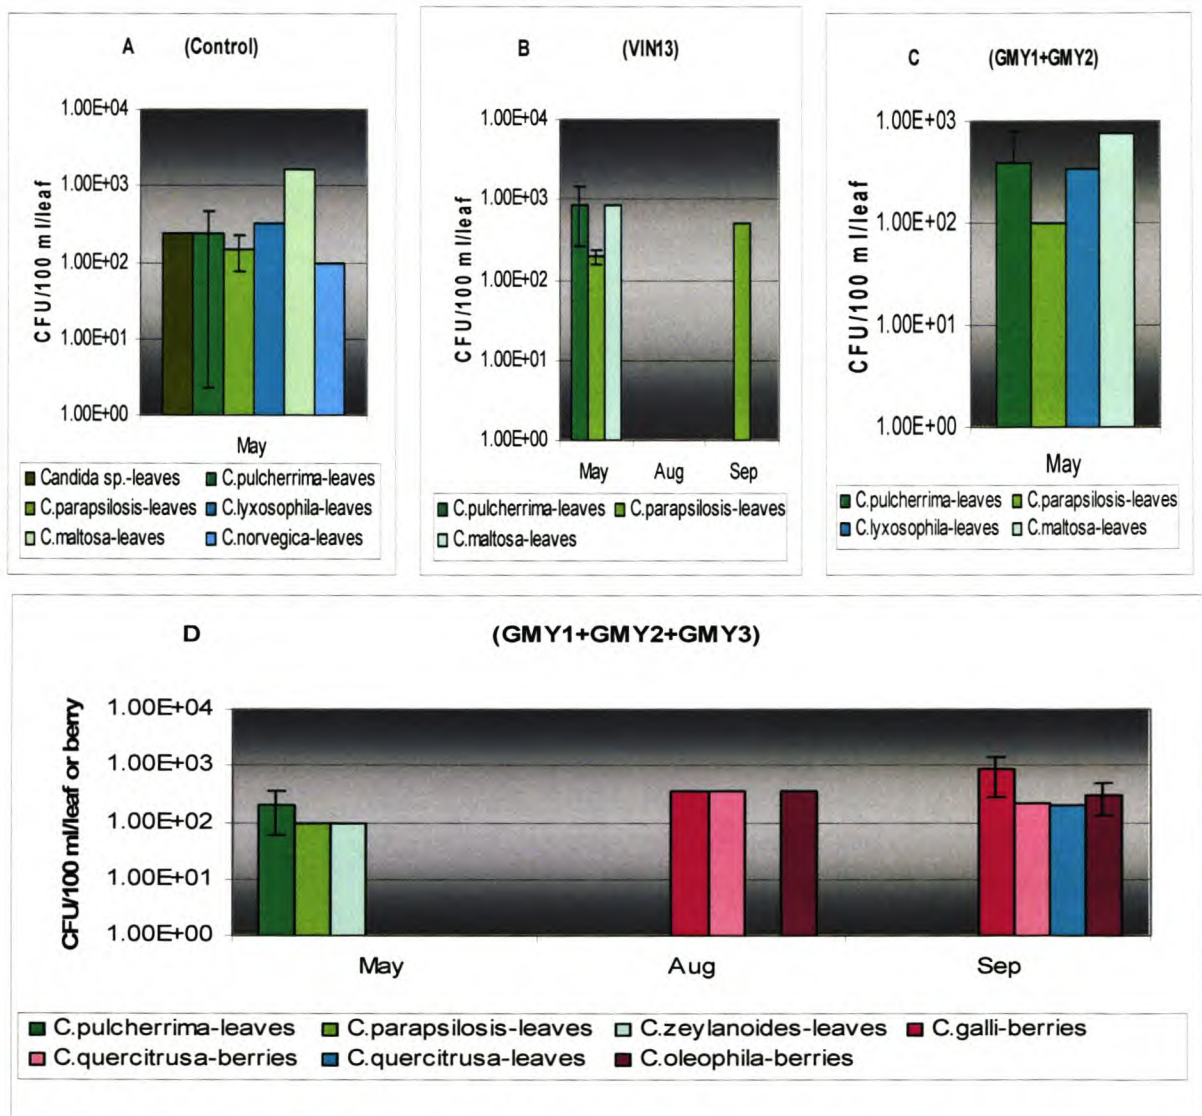 A (Control)
CFU/100 ml/leaf
1.00E+04
1.00E+03
1.00E+02
1.00E+01
1.00E+00
May
Candida sp.-leaves C.pulcherrima-leaves
C.parapsilosis-leaves C.lyxosophila-leaves
C.maltosa-leaves C.norvegica-leaves
B (VIN13)
CFU/100 ml/leaf
1.00E+04
1.00E+03
1.00E+02
1.00E+01
1.00E+00
May Aug Sep
C.pulcherrima-leaves C.parapsilosis-leaves
C.maltosa-leaves
C (GMY1+GMY2)
CFU/100 ml/leaf
1.00E+03
1.00E+02
1.00E+01
1.00E+00
May
C.pulcherrima-leaves C.parapsilosis-leaves
C.lyxosophila-leaves C.maltosa-leaves
D (GMY1+GMY2+GMY3)
CFU/100 ml/leaf or berry
1.00E+04
1.00E+03
1.00E+02
1.00E+01
1.00E+00
May Aug Sep
C.pulcherrima-leaves C.parapsilosis-leaves C.zeylanoides-leaves C.galli-berries
C.quercitrusa-berries C.quercitrusa-leaves C.oleophila-berries